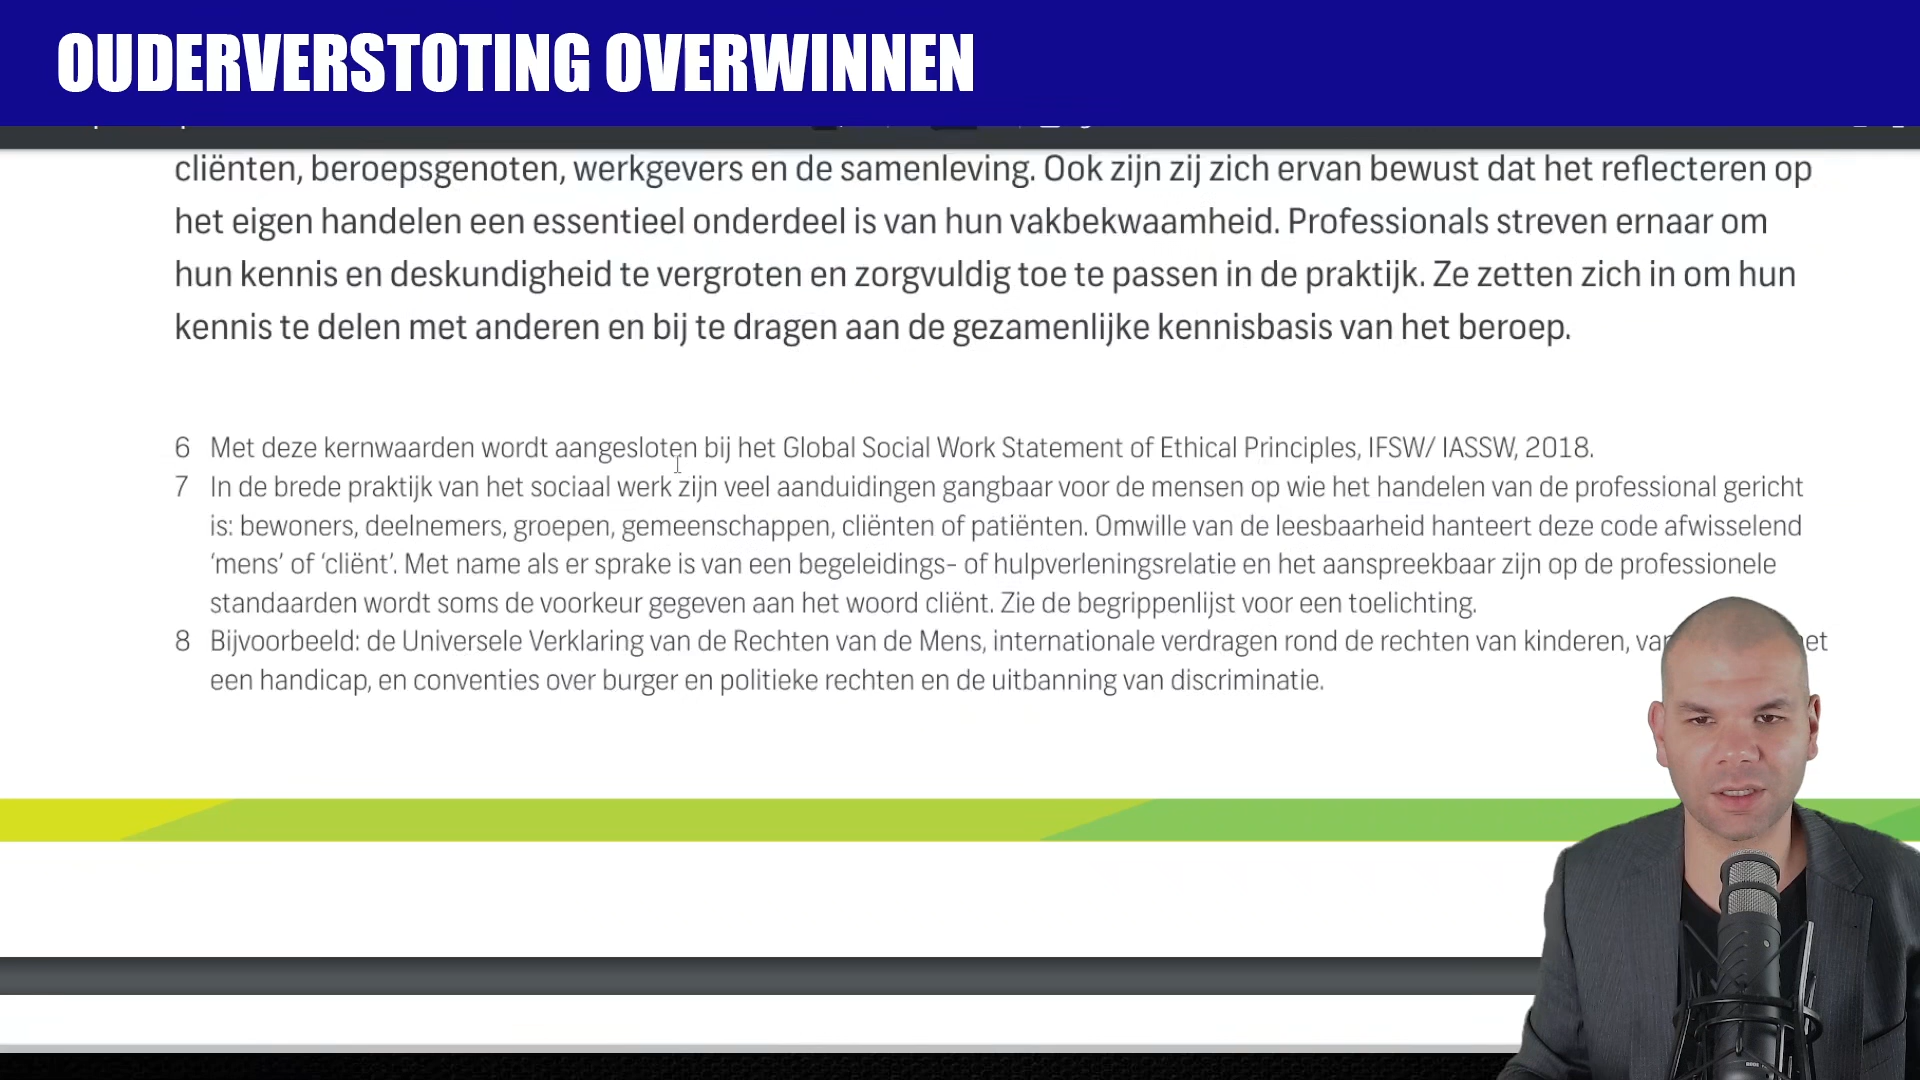 OUDERVERSTOTING OVERWINNEN
cliënten, beroepsgenoten, werkgevers en de samenleving. Ook zijn zij zich ervan bewust dat het reflecteren op
het eigen handelen een essentieel onderdeel is van hun vakbekwaamheid. Professionals streven ernaar om
hun kennis en deskundigheid te vergroten en zorgvuldig toe te passen in de praktijk. Ze zetten zich in om hun
kennis te delen met anderen en bij te dragen aan de gezamenlijke kennisbasis van het beroep.
6 Met deze kernwaarden wordt aangesloten bij het Global Social Work Statement of Ethical Principles, IFSW/ IASSW, 2018.
7 In de brede praktijk van het sociaal werk zijn veel aanduidingen gangbaar voor de mensen op wie het handelen van de professional gericht
is: bewoners, deelnemers, groepen, gemeenschappen, cliënten of patiënten. Omwille van de leesbaarheid hanteert deze code afwisselend
‘mens’ of ‘cliënt’. Met name als er sprake is van een begeleidings- of hulpverleningsrelatie en het aanspreekbaar zijn op de professionele
standaarden wordt soms de voorkeur gegeven aan het woord cliënt. Zie de begrippenlijst voor een toelichting.
8 Bijvoorbeeld: de Universele Verklaring van de Rechten van de Mens, internationale verdragen rond de rechten van kinderen,
een handicap, en conventies over burger en politieke rechten en de uitbanning van discriminatie.